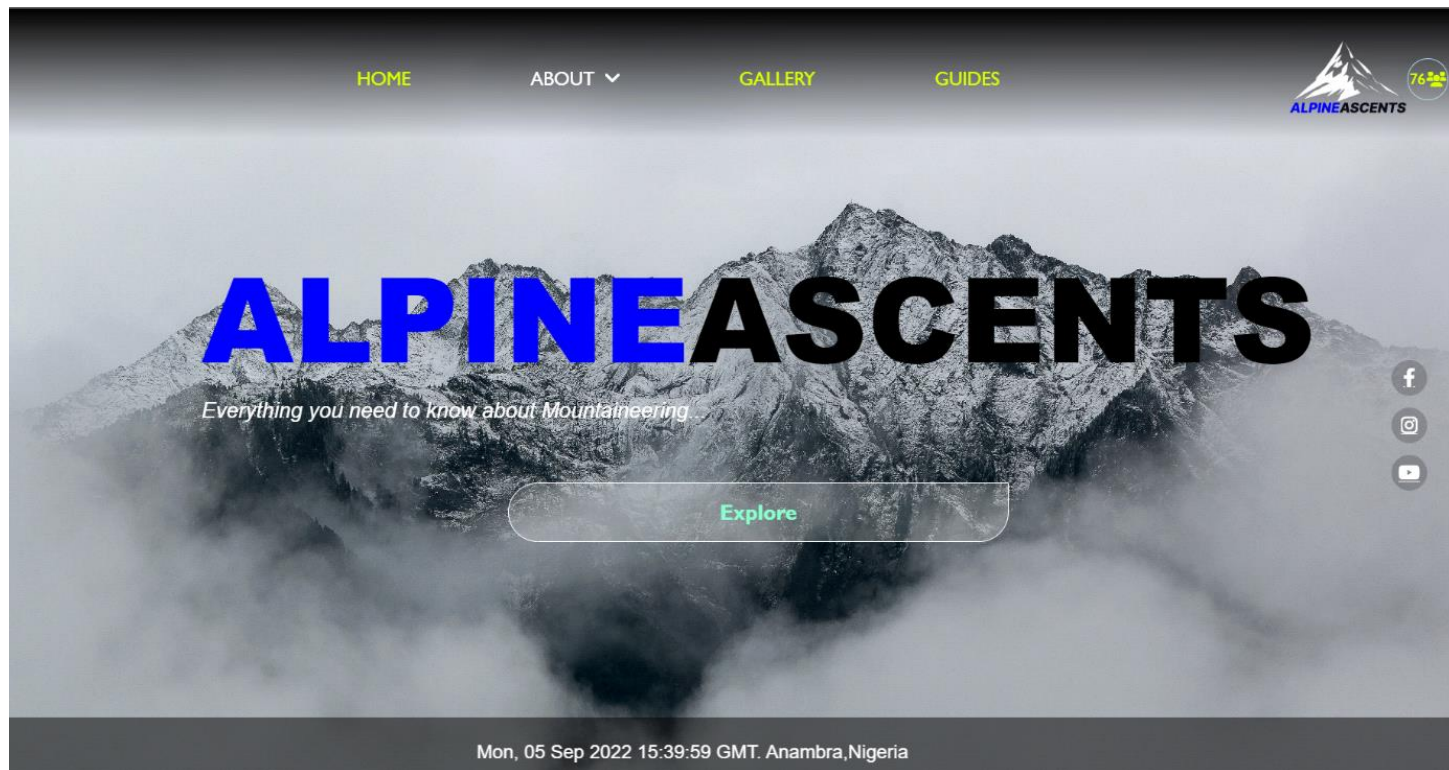 HOME ABOUT GALLERY GUIDES
76
ALPINEASCENTS
ALPINEASCENTS
Everything you need to know about Mountaineering...
Explore
Mon, 05 Sep 2022 15:39:59 GMT. Anambra,Nigeria